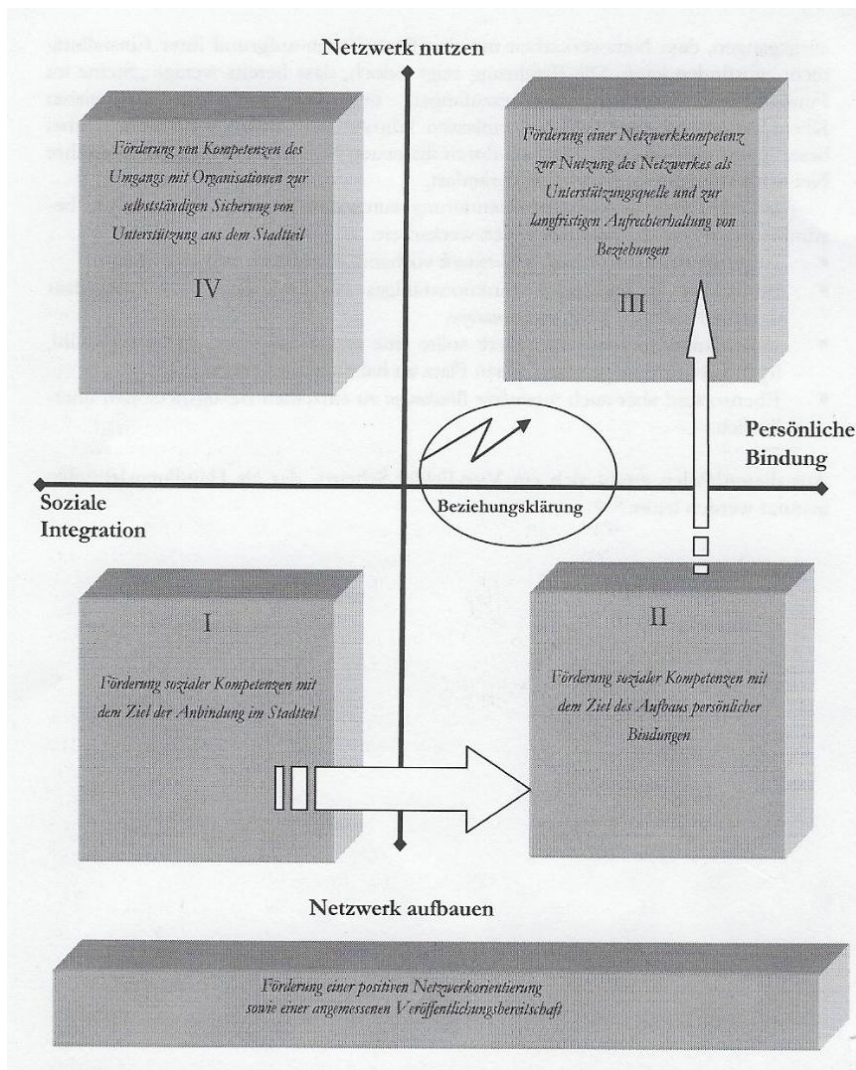 Netzwerk nutzen
Förderung von Kompetenzen des
Umgangs mit Organisationen zur
selbstständigen Sicherung von
Unterstützung aus dem Stadtteil
IV
Förderung einer Netzwerkkompetenz
zur Nutzung des Netzwerkes als
Unterstützungsquelle und zur
langfristigen Aufrechterhaltung von
Beziehungen
III
Persönliche
Bindung
Soziale
Integration
Beziehungsklärung
I
Förderung sozialer Kompetenzen mit
dem Ziel der Anbindung im Stadtteil
II
Förderung sozialer Kompetenzen mit
dem Ziel des Aufbaus persönlicher
Bindungen
Netzwerk aufbauen
Förderung einer positiven Netzwerkorientierung
sowie einer angemessenen Veröffentlichungsbereitschaft